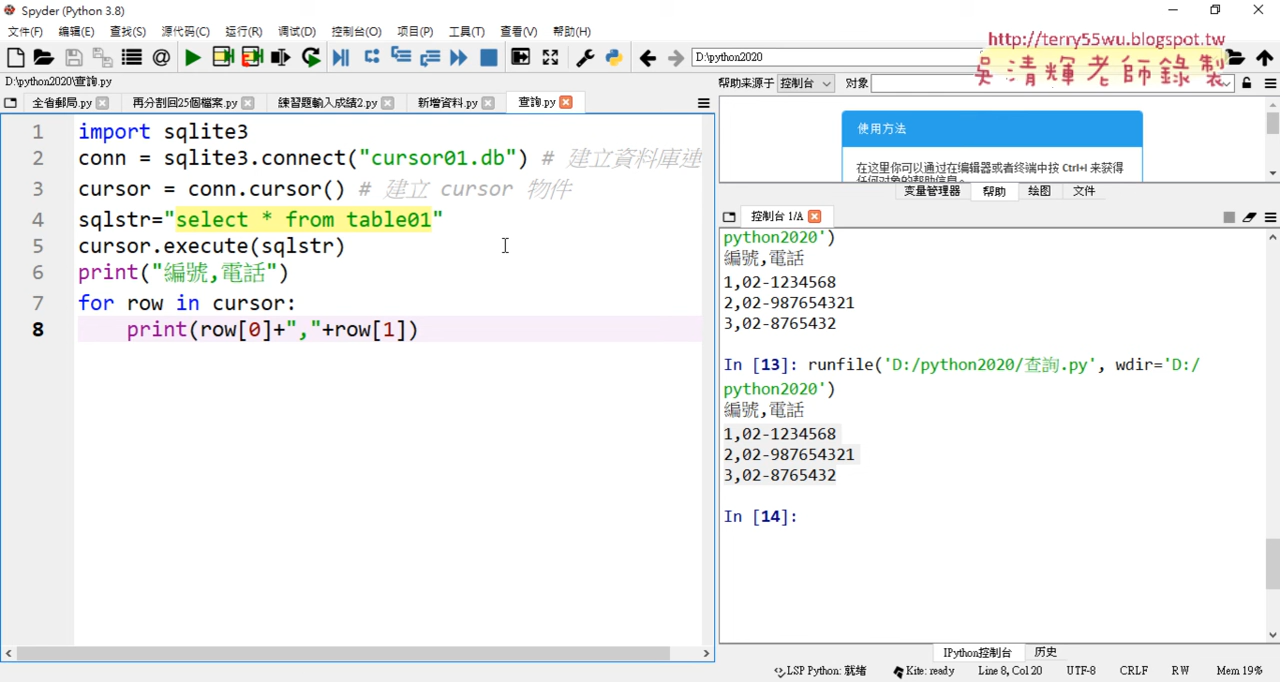 Spyder (Python 3.8)
文件(F) 编辑(E) 查找(S) 源代码(C) 运行(R) 调试(D) 控制台(O) 项目(P) 工具(T) 查看(V) 帮助(H)
http://terry55wu.blogspot.tw
D:\python2020
吳清輝老師錄製
D:\python2020\查詢.py
帮助来源于 控制台 对象
全省郵局.py 再分割回25個檔案.py 練習題輸入成績2.py 新增資料.py 查詢.py
1 import sqlite3
2 conn = sqlite3.connect("cursor01.db") # 建立資料庫連
3 cursor = conn.cursor() # 建立 cursor 物件
4 sqlstr="select * from table01"
5 cursor.execute(sqlstr)
6 print("編號,電話")
7 for row in cursor:
8 print(row[0]+","+row[1])
使用方法
在这里你可以通过在编辑器或者终端中按 Ctrl+I 来获得
任何对象的帮助信息。
变量管理器 帮助 绘图 文件
控制台 1/A
python2020')
編號,電話
1,02-1234568
2,02-987654321
3,02-8765432
In [13]: runfile('D:/python2020/查詢.py', wdir='D:/
python2020')
編號,電話
1,02-1234568
2,02-987654321
3,02-8765432
In [14]:
IPython控制台 历史
LSP Python: 就绪 Kite: ready Line 8, Col 20 UTF-8 CRLF RW Mem 19%